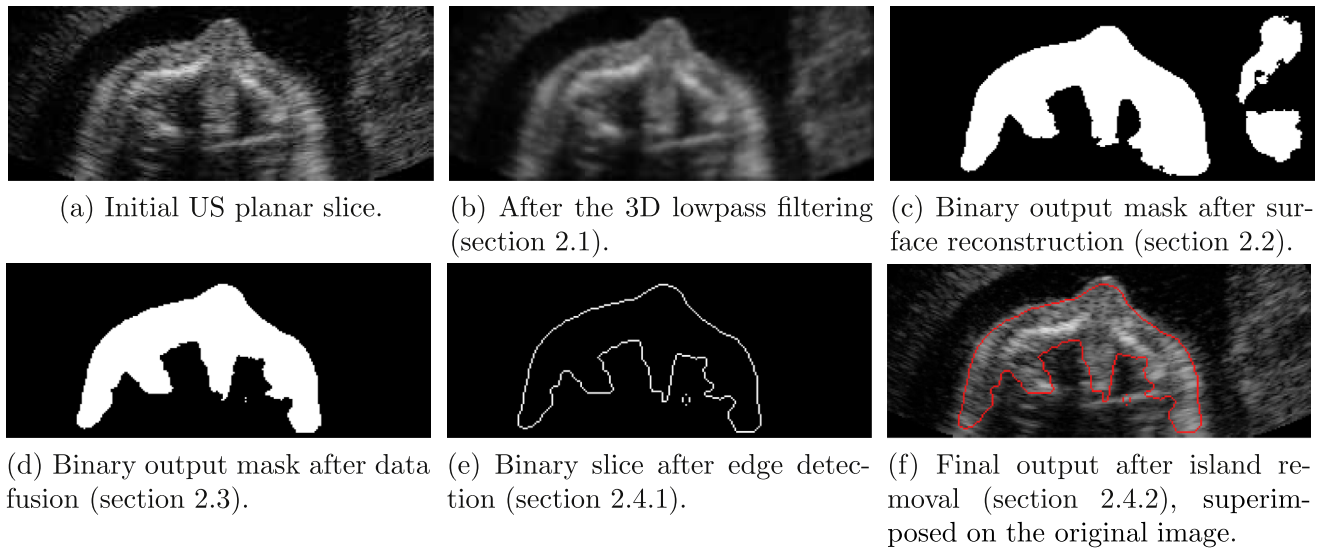 (a) Initial US planar slice.
(b) After the 3D lowpass filtering
(section 2.1).
(c) Binary output mask after sur-
face reconstruction (section 2.2).
(d) Binary output mask after data
fusion (section 2.3).
(e) Binary slice after edge detec-
tion (section 2.4.1).
(f) Final output after island re-
moval (section 2.4.2), superim-
posed on the original image.